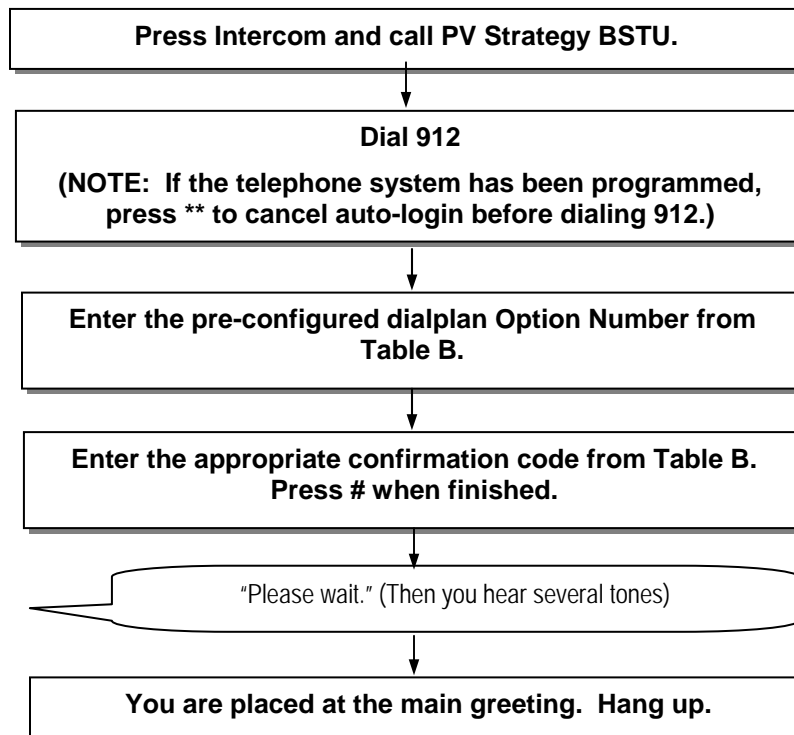 Press Intercom and call PV Strategy BSTU.
Dial 912
(NOTE:  If the telephone system has been programmed,
press ** to cancel auto-login before dialing 912.)
Enter the pre-configured dialplan Option Number from
Table B.
Enter the appropriate confirmation code from Table B.
Press # when finished.
"Please wait." (Then you hear several tones)
You are placed at the main greeting.  Hang up.